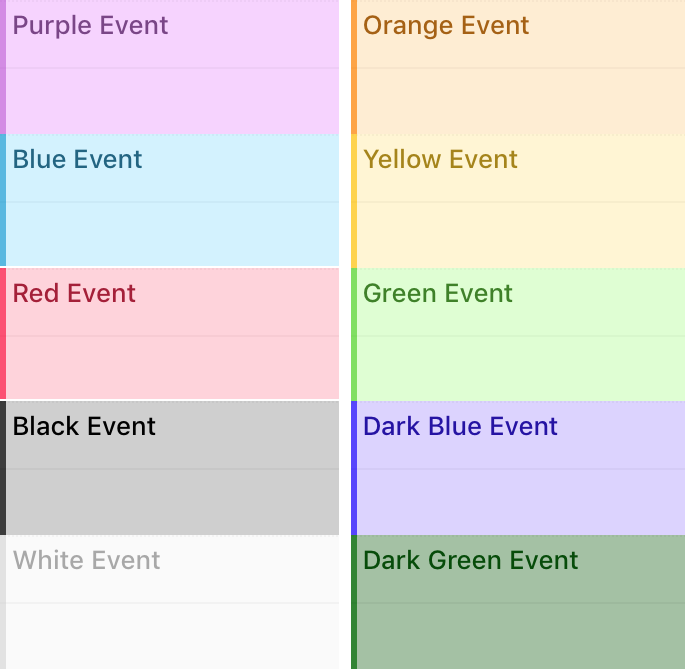 Purple Event
Orange Event
Blue Event
Yellow Event
Red Event
Green Event
Black Event
Dark Blue Event
White Event
Dark Green Event